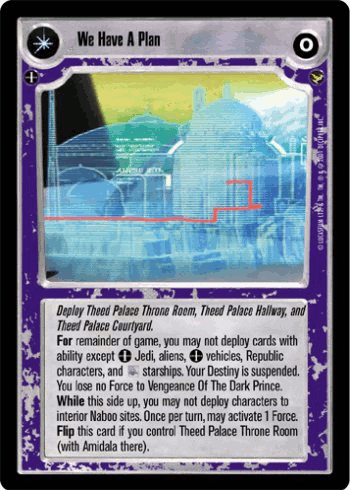 We Have A Plan
0
Deploy Theed Palace Throne Room, Theed Palace Hallway, and
Theed Palace Courtyard.
For remainder of game, you may not deploy cards with
ability except Jedi, aliens, vehicles, Republic
characters, and starships. Your Destiny is suspended.
You lose no Force to Vengeance Of The Dark Prince.
While this side up, you may not deploy characters to
interior Naboo sites. Once per turn, may activate 1 Force.
Flip this card if you control Theed Palace Throne Room
(with Amidala there).